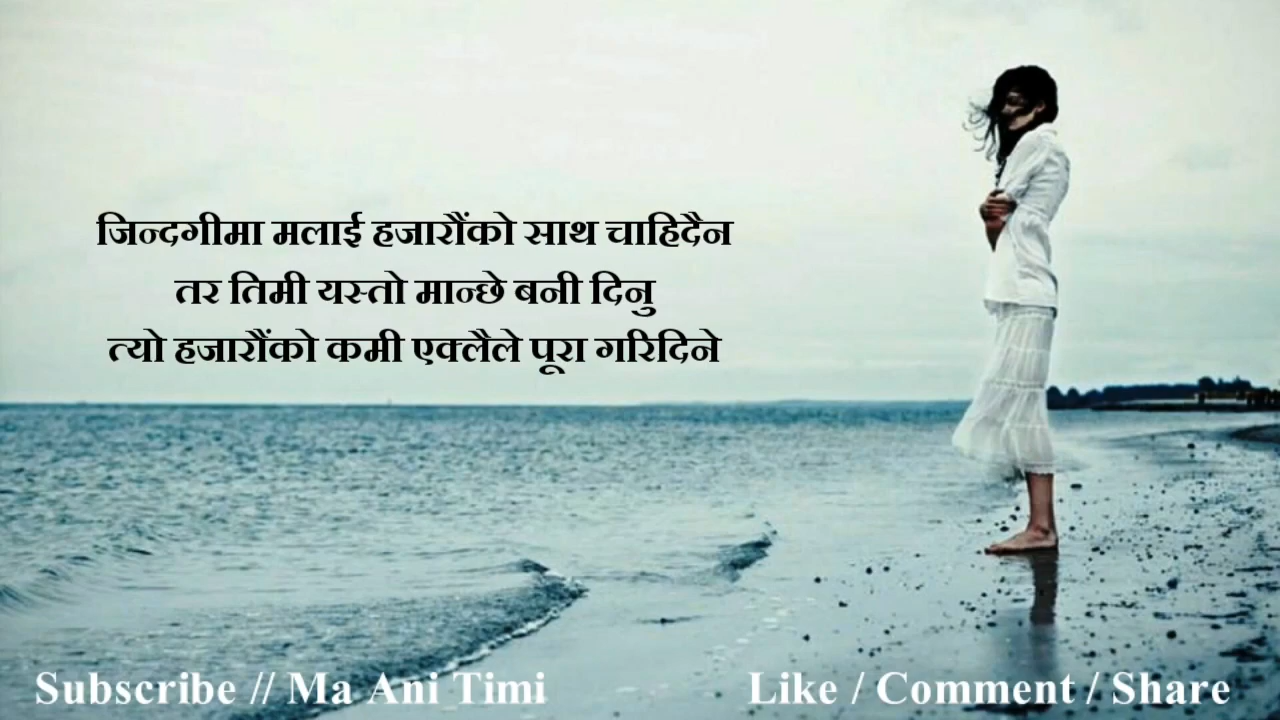 जिन्दगीमा मलाई हजारौंको साथ चाहिदैन
तर तिमी यस्तो मान्छे बनी दिनु
त्यो हजारौंको कमी एक्लैले पूरा गरिदिने
Subscribe // Ma Ani Timi
Like / Comment / Share